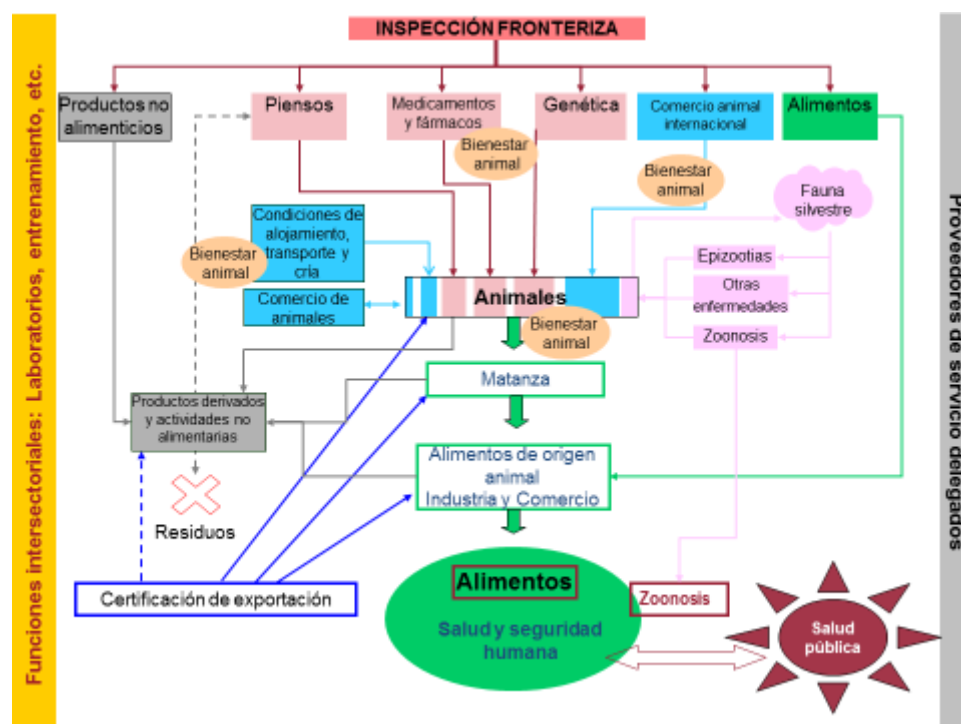 INSPECCIÓN FRONTERIZA
Productos no
alimenticios
Piensos
Medicamentos
y fármacos
Genética
Comercio animal
internacional
Alimentos
Bienestar
animal
Bienestar
animal
Fauna
silvestre
Condiciones de
alojamiento,
transporte y
cría
Bienestar
animal
Comercio de
animales
Animales
Bienestar
animal
Epizootias
Otras
enfermedades
Zoonosis
Matanza
Productos derivados
y actividades no
alimentarias
Alimentos de origen
animal
Industria y Comercio
Residuos
Certificación de exportación
Alimentos
Salud y seguridad
humana
Zoonosis
Salud
pública
Funciones intersectoriales: Laboratorios, entrenamiento, etc.
Proveedores de servicio delegados